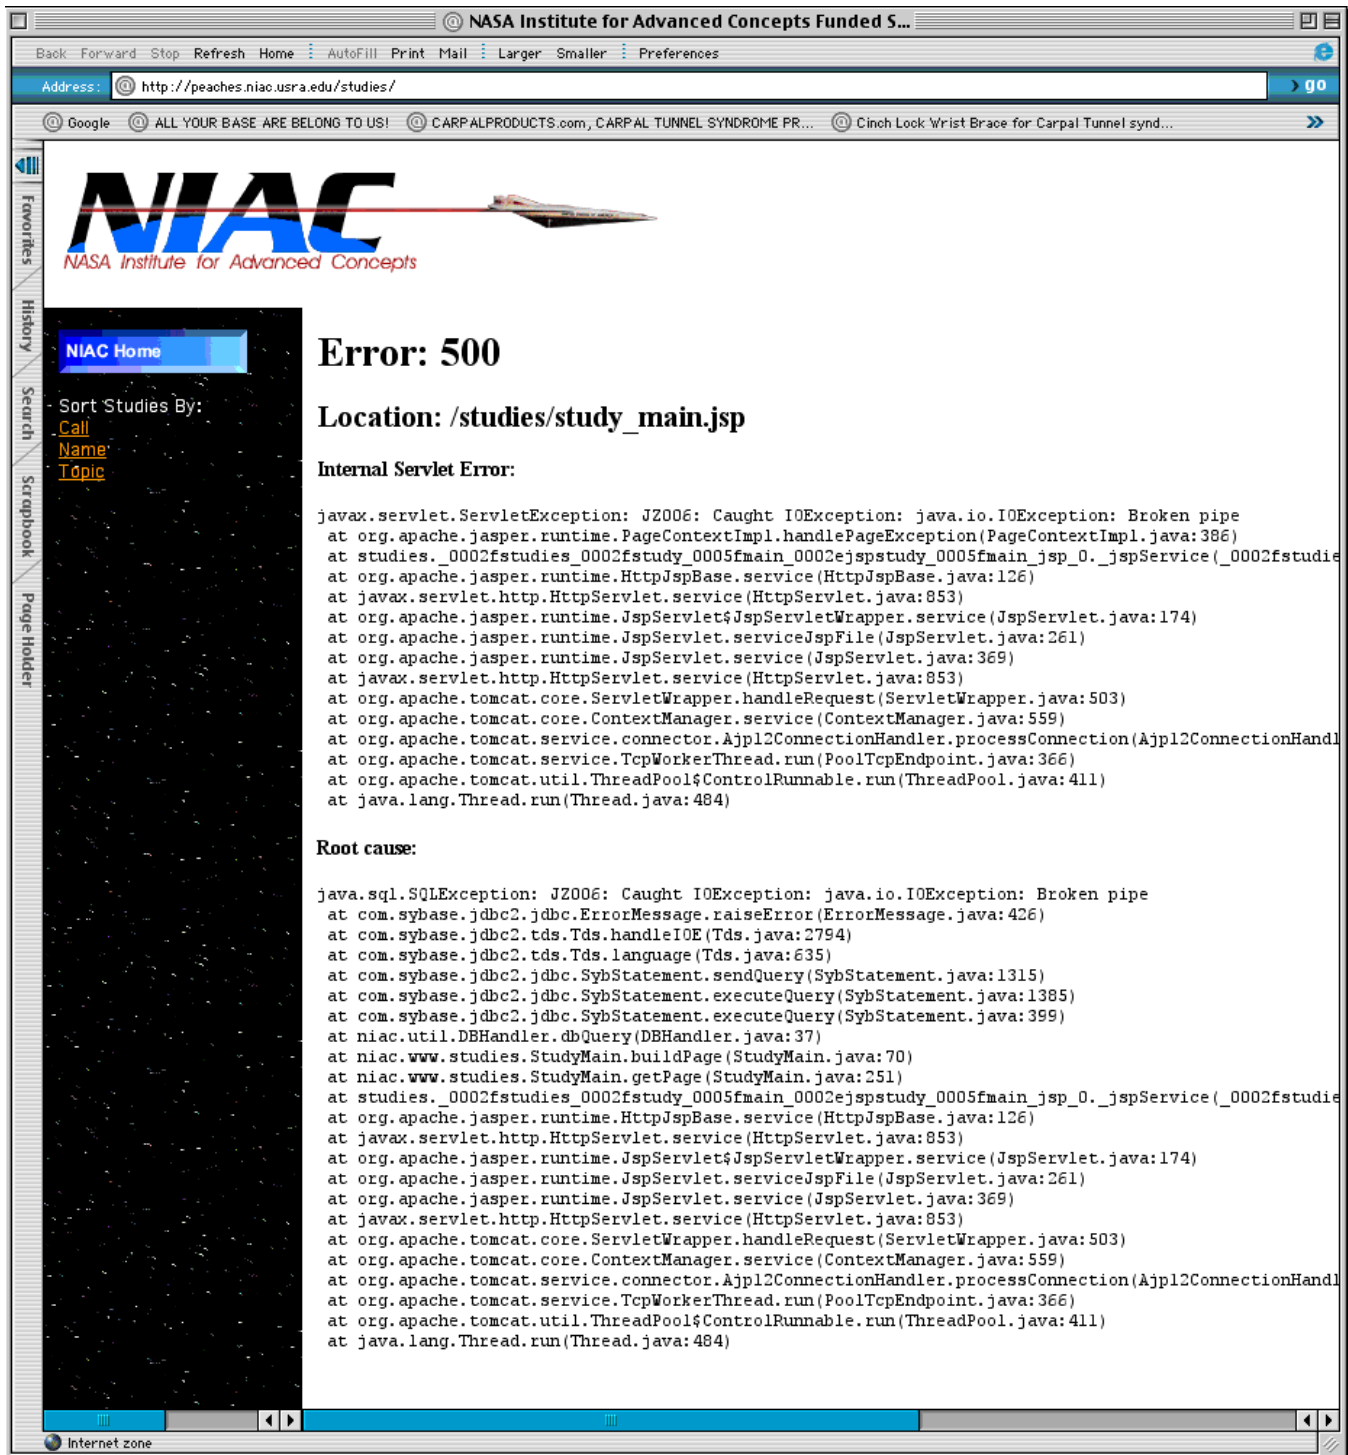 NASA Institute for Advanced Concepts Funded S...
Back Forward Stop Refresh Home AutoFill Print Mail Larger Smaller Preferences
Address: http://peaches.niac.usra.edu/studies/ go
Google ALL YOUR BASE ARE BELONG TO US! CARPALPRODUCTS.com, CARPAL TUNNEL SYNDROME PR... Cinch Lock Wrist Brace for Carpal Tunnel synd...
Favorites
History
Search
Scrapbook
Page Holder
NIAC
NASA Institute for Advanced Concepts
NIAC Home
Sort Studies By:
Call
Name
Topic
Error: 500
Location: /studies/study_main.jsp
Internal Servlet Error:
javax.servlet.ServletException: JZ006: Caught IOException: java.io.IOException: Broken pipe
at org.apache.jasper.runtime.PageContextImpl.handlePageException(PageContextImpl.java:386)
at studies._0002fstudies_0002fstudy_0005fmain_0002ejspstudy_0005fmain_jsp_0._jspService(_0002fstudie
at org.apache.jasper.runtime.HttpJspBase.service(HttpJspBase.java:126)
at javax.servlet.http.HttpServlet.service(HttpServlet.java:853)
at org.apache.jasper.runtime.JspServlet$JspServletWrapper.service(JspServlet.java:174)
at org.apache.jasper.runtime.JspServlet.serviceJspFile(JspServlet.java:261)
at org.apache.jasper.runtime.JspServlet.service(JspServlet.java:369)
at javax.servlet.http.HttpServlet.service(HttpServlet.java:853)
at org.apache.tomcat.core.ServletWrapper.handleRequest(ServletWrapper.java:503)
at org.apache.tomcat.core.ContextManager.service(ContextManager.java:559)
at org.apache.tomcat.service.connector.Ajp12ConnectionHandler.processConnection(Ajp12ConnectionHandl
at org.apache.tomcat.service.TcpWorkerThread.run(PoolTcpEndpoint.java:366)
at org.apache.tomcat.util.ThreadPool$ControlRunnable.run(ThreadPool.java:411)
at java.lang.Thread.run(Thread.java:484)
Root cause:
java.sql.SQLException: JZ006: Caught IOException: java.io.IOException: Broken pipe
at com.sybase.jdbc2.jdbc.ErrorMessage.raiseError(ErrorMessage.java:426)
at com.sybase.jdbc2.tds.Tds.handleIOE(Tds.java:2794)
at com.sybase.jdbc2.tds.Tds.language(Tds.java:635)
at com.sybase.jdbc2.jdbc.SybStatement.sendQuery(SybStatement.java:1315)
at com.sybase.jdbc2.jdbc.SybStatement.executeQuery(SybStatement.java:1385)
at com.sybase.jdbc2.jdbc.SybStatement.executeQuery(SybStatement.java:399)
at niac.util.DBHandler.dbQuery(DBHandler.java:37)
at niac.www.studies.StudyMain.buildPage(StudyMain.java:70)
at niac.www.studies.StudyMain.getPage(StudyMain.java:251)
at studies._0002fstudies_0002fstudy_0005fmain_0002ejspstudy_0005fmain_jsp_0._jspService(_0002fstudie
at org.apache.jasper.runtime.HttpJspBase.service(HttpJspBase.java:126)
at javax.servlet.http.HttpServlet.service(HttpServlet.java:853)
at org.apache.jasper.runtime.JspServlet$JspServletWrapper.service(JspServlet.java:174)
at org.apache.jasper.runtime.JspServlet.serviceJspFile(JspServlet.java:261)
at org.apache.jasper.runtime.JspServlet.service(JspServlet.java:369)
at javax.servlet.http.HttpServlet.service(HttpServlet.java:853)
at org.apache.tomcat.core.ServletWrapper.handleRequest(ServletWrapper.java:503)
at org.apache.tomcat.core.ContextManager.service(ContextManager.java:559)
at org.apache.tomcat.service.connector.Ajp12ConnectionHandler.processConnection(Ajp12ConnectionHandl
at org.apache.tomcat.service.TcpWorkerThread.run(PoolTcpEndpoint.java:366)
at org.apache.tomcat.util.ThreadPool$ControlRunnable.run(ThreadPool.java:411)
at java.lang.Thread.run(Thread.java:484)
Internet zone